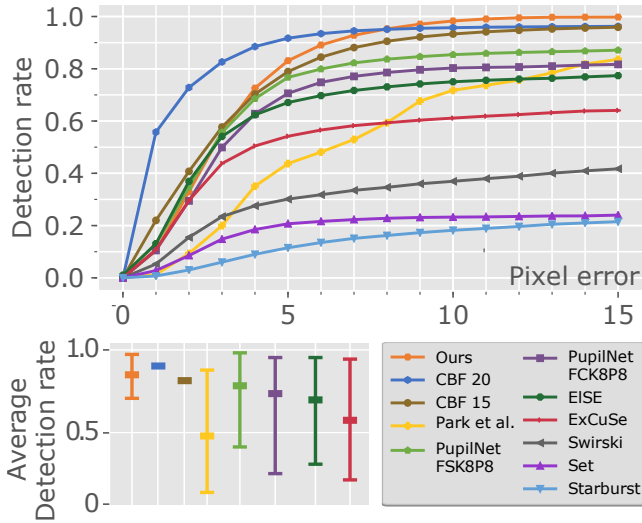 Detection rate
1.0
0.8
0.6
0.4
0.2
0.0
0
5
10
15
Pixel error
Average
Detection rate
1.0
0.5
0
Ours
CBF 20
CBF 15
Park et al.
PupilNet
FSK8P8
PupilNet
FCK8P8
ElSE
ExCuSe
Swirski
Set
Starburst